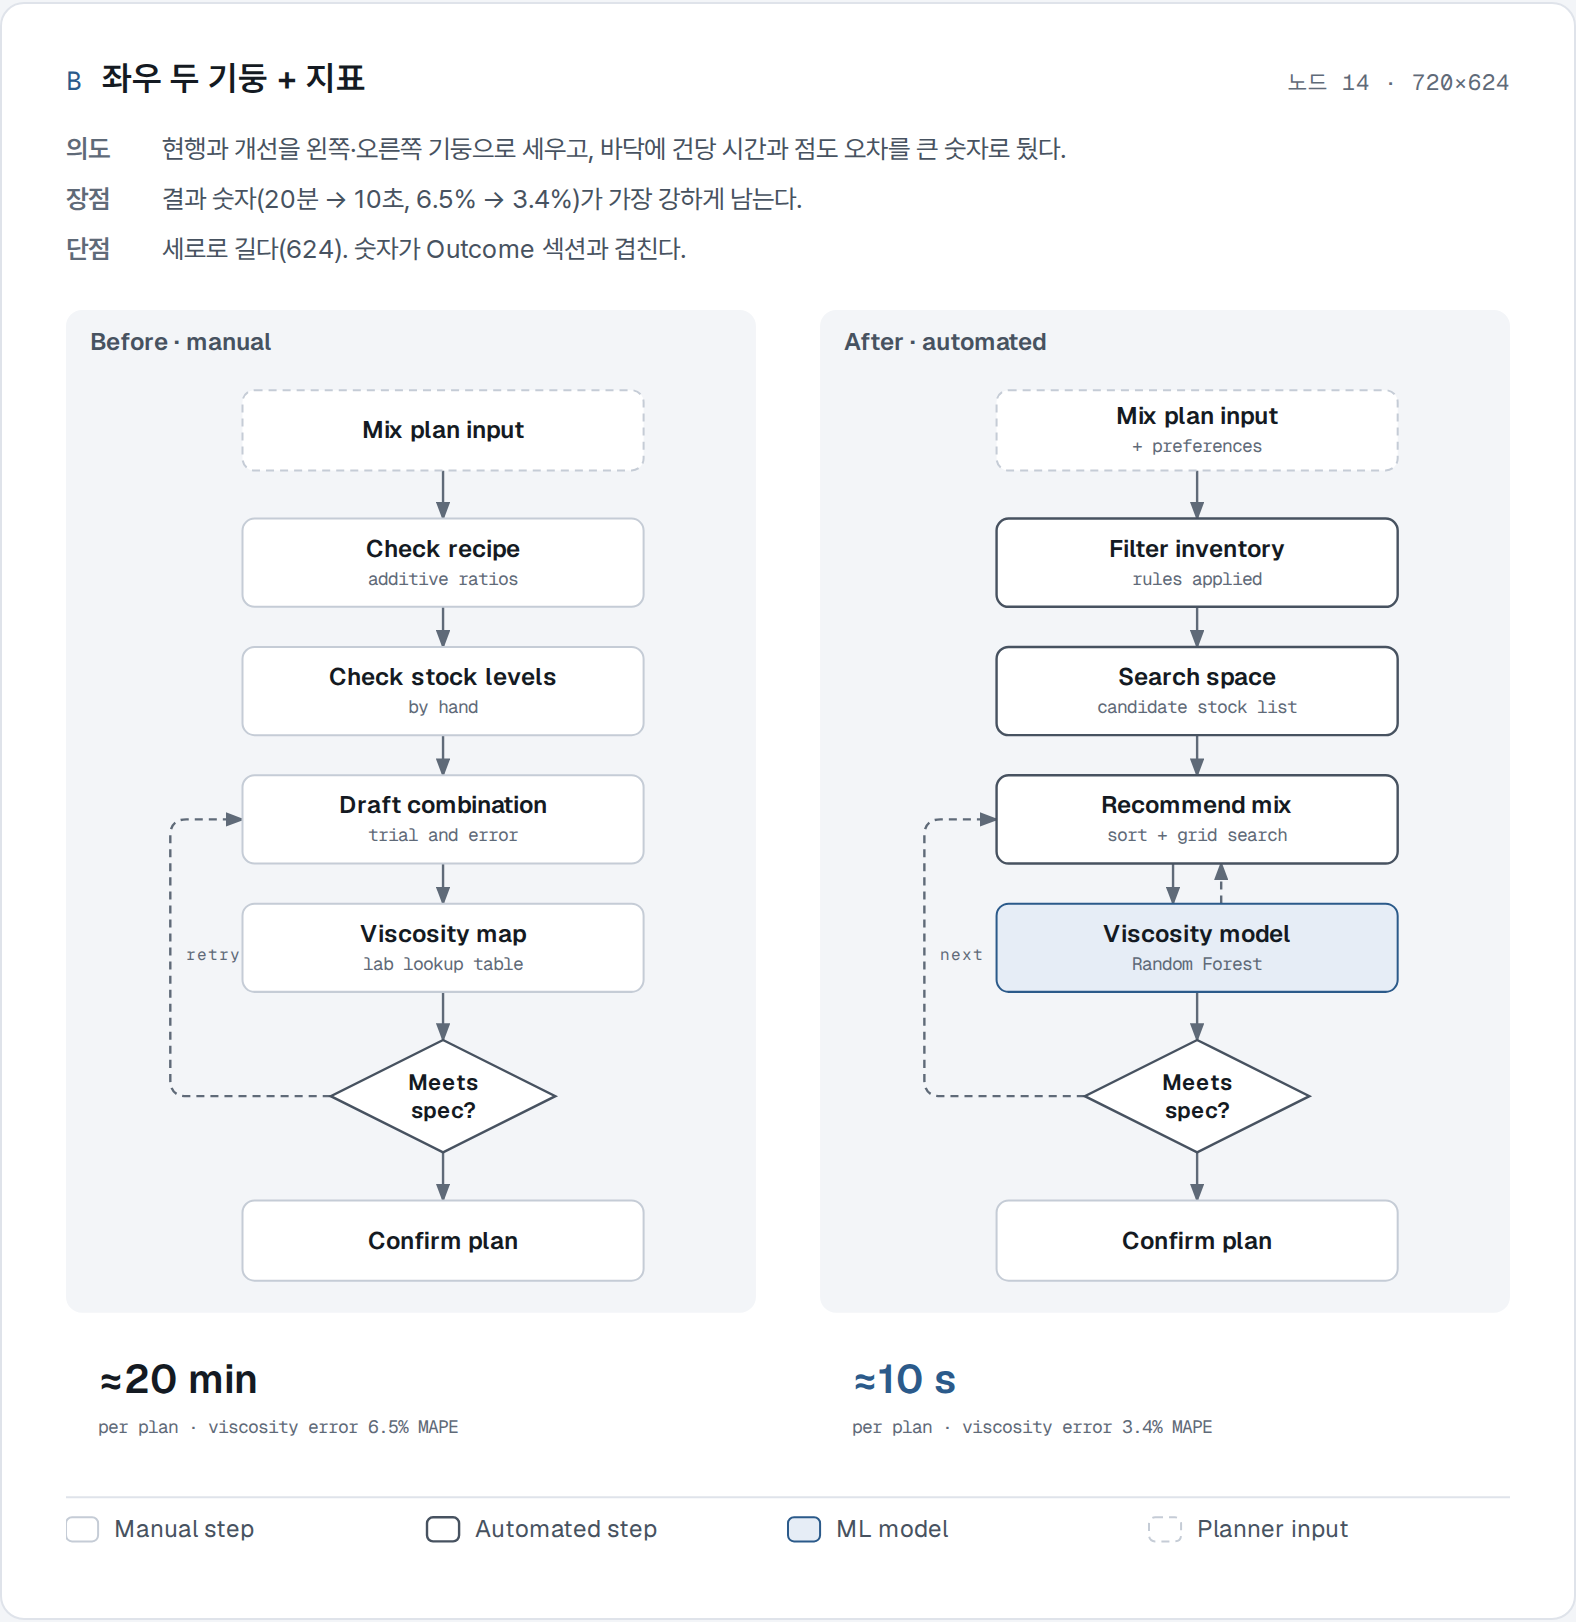 B 좌우 두 기둥 + 지표
노드 14 · 720×624
의도 현행과 개선을 왼쪽·오른쪽 기둥으로 세우고, 바닥에 건당 시간과 점도 오차를 큰 숫자로 뒀다.
장점 결과 숫자(20분 → 10초, 6.5% → 3.4%)가 가장 강하게 남는다.
단점 세로로 길다(624). 숫자가 Outcome 섹션과 겹친다.
Before · manual
Mix plan input
Check recipe
additive ratios
Check stock levels
by hand
Draft combination
trial and error
retry
Viscosity map
lab lookup table
Meets
spec?
Confirm plan
≈20 min
per plan · viscosity error 6.5% MAPE
After · automated
Mix plan input
+ preferences
Filter inventory
rules applied
Search space
candidate stock list
Recommend mix
sort + grid search
next
Viscosity model
Random Forest
Meets
spec?
Confirm plan
≈10 s
per plan · viscosity error 3.4% MAPE
Manual step
Automated step
ML model
Planner input